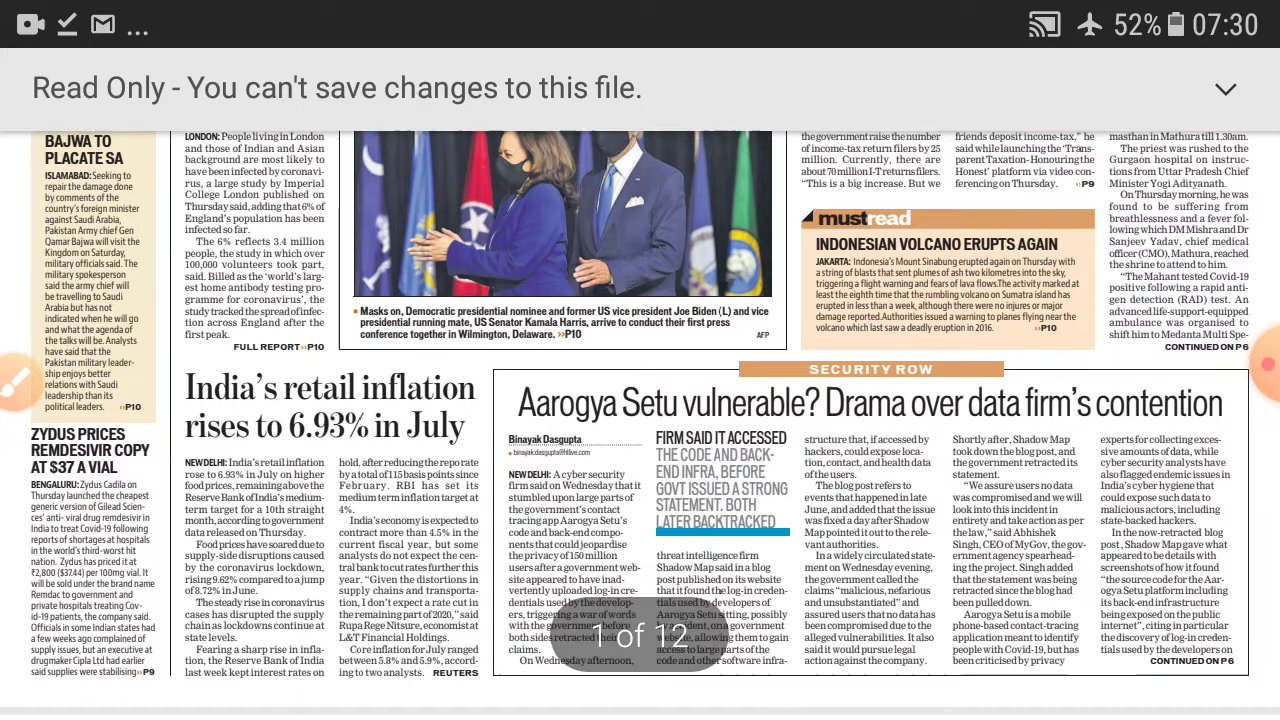 52% 07:30
Read Only - You can't save changes to this file.
BAJWA TO
PLACATE SA
ISLAMABAD: Seeking to
repair the damage done
by comments of the
country's foreign minister
against Saudi Arabia,
Pakistan Army chief Gen
Qamar Bajwa will visit the
Kingdom on Saturday,
military officials said. The
military spokesperson
said the army chief will
be travelling to Saudi
Arabia but has not
indicated when he will go
and what the agenda of
the talks will be. Analysts
have said that the
Pakistan military leader-
ship enjoys better
relations with Saudi
leadership than its
political leaders. ››P10
ZYDUS PRICES
REMDESIVIR COPY
AT $37 A VIAL
BENGALURU: Zydus Cadila on
Thursday launched the cheapest
generic version of Gilead Scien-
ces' anti- viral drug remdesivir in
India to treat Covid-19 following
reports of shortages at hospitals
in the world's third-worst hit
nation. Zydus has priced it at
₹2,800 ($37.44) per 100mg vial. It
will be sold under the brand name
Remdac to government and
private hospitals treating Cov-
id-19 patients, the company said.
Officials in some Indian states had
a few weeks ago complained of
supply issues, but an executive at
drugmaker Cipla Ltd had earlier
said supplies were stabilising ››P9
LONDON: People living in London
and those of Indian and Asian
background are most likely to
have been infected by coronavi-
rus, a large study by Imperial
College London published on
Thursday said, adding that 6% of
England's population has been
infected so far.
The 6% reflects 3.4 million
people, the study in which over
100,000 volunteers took part,
said. Billed as the 'world's larg-
est home antibody testing pro-
gramme for coronavirus', the
study tracked the spread of infec-
tion across England after the
first peak.
FULL REPORT ››P10
Masks on, Democratic presidential nominee and former US vice president Joe Biden (L) and vice
presidential running mate, US Senator Kamala Harris, arrive to conduct their first press
conference together in Wilmington, Delaware. ››P10 AFP
the government raise the number
of income-tax return filers by 25
million. Currently, there are
about 70 million I-T returns filers.
"This is a big increase. But we
friends deposit income-tax," he
said while launching the 'Trans-
parent Taxation-Honouring the
Honest' platform via video con-
ferencing on Thursday. ››P9
mustread
INDONESIAN VOLCANO ERUPTS AGAIN
JAKARTA: Indonesia's Mount Sinabung erupted again on Thursday with
a string of blasts that sent plumes of ash two kilometres into the sky,
triggering a flight warning and fears of lava flows.The activity marked at
least the eighth time that the rumbling volcano on Sumatra island has
erupted in less than a week, although there were no injures or major
damage reported.Authorities issued a warning to planes flying near the
volcano which last saw a deadly eruption in 2016. ››P10
masthan in Mathura till 1.30am.
The priest was rushed to the
Gurgaon hospital on instruc-
tions from Uttar Pradesh Chief
Minister Yogi Adityanath.
On Thursday morning, he was
found to be suffering from
breathlessness and a fever fol-
lowing which DM Mishra and Dr
Sanjeev Yadav, chief medical
officer (CMO), Mathura, reached
the shrine to attend to him.
"The Mahant tested Covid-19
positive following a rapid anti-
gen detection (RAD) test. An
advanced life-support-equipped
ambulance was organised to
shift him to Medanta Multi Spe-
CONTINUED ON P6
India's retail inflation
rises to 6.93% in July
NEW DELHI: India's retail inflation
rose to 6.93% in July on higher
food prices, remaining above the
Reserve Bank of India's medium-
term target for a 10th straight
month, according to government
data released on Thursday.
Food prices have soared due to
supply-side disruptions caused
by the coronavirus lockdown,
rising 9.62% compared to a jump
of 8.72% in June.
The steady rise in coronavirus
cases has disrupted the supply
chain as lockdowns continue at
state levels.
Fearing a sharp rise in infla-
tion, the Reserve Bank of India
last week kept interest rates on
hold, after reducing the repo rate
by a total of 115 basis points since
February. RBI has set its
medium term inflation target at
4%.
India's economy is expected to
contract more than 4.5% in the
current fiscal year, but some
analysts do not expect the cen-
tral bank to cut rates further this
year. "Given the distortions in
supply chains and transporta-
tion, I don't expect a rate cut in
the remaining part of 2020," said
Rupa Rege Nitsure, economist at
L&T Financial Holdings.
Core inflation for July ranged
between 5.8% and 5.9%, accord-
ing to two analysts. REUTERS
SECURITY ROW
Aarogya Setu vulnerable? Drama over data firm's contention
Binayak Dasgupta
binayak.dasgupta@htlive.com
NEW DELHI: A cyber security
firm said on Wednesday that it
stumbled upon large parts of
the government's contact
tracing app Aarogya Setu's
code and back-end compo-
nents that could jeopardise
the privacy of 150 million
users after a government web-
site appeared to have inad-
vertently uploaded log-in cre-
dentials used by the develop-
ers, triggering a war of words
with the government before
both sides retracted their
claims.
On Wednesday afternoon,
FIRM SAID IT ACCESSED
THE CODE AND BACK-
END INFRA, BEFORE
GOVT ISSUED A STRONG
STATEMENT. BOTH
LATER BACKTRACKED
threat intelligence firm
Shadow Map said in a blog
post published on its website
that it found the log-in creden-
tials used by developers of
Aarogya Setu sitting, possibly
on a government
website, allowing them to gain
access to large parts of the
code and other software infra-
1 of 12
structure that, if accessed by
hackers, could expose loca-
tion, contact, and health data
of the users.
The blog post refers to
events that happened in late
June, and added that the issue
was fixed a day after Shadow
Map pointed it out to the rele-
vant authorities.
In a widely circulated state-
ment on Wednesday evening,
the government called the
claims "malicious, nefarious
and unsubstantiated" and
assured users that no data has
been compromised due to the
alleged vulnerabilities. It also
said it would pursue legal
action against the company.
Shortly after, Shadow Map
took down the blog post, and
the government retracted its
statement.
"We assure users no data
was compromised and we will
look into this incident in
entirety and take action as per
the law," said Abhishek
Singh, CEO of MyGov, the gov-
ernment agency spearhead-
ing the project. Singh added
that the statement was being
retracted since the blog had
been pulled down.
Aarogya Setu is a mobile
phone-based contact-tracing
application meant to identify
people with Covid-19, but has
been criticised by privacy
experts for collecting exces-
sive amounts of data, while
cyber security analysts have
also flagged endemic issues in
India's cyber hygiene that
could expose such data to
malicious actors, including
state-backed hackers.
In the now-retracted blog
post, Shadow Map gave what
appeared to be details with
screenshots of how it found
"the source code for the Aar-
ogya Setu platform including
its back-end infrastructure
being exposed on the public
internet", citing in particular
the discovery of log-in creden-
tials used by the developers on
CONTINUED ON P6